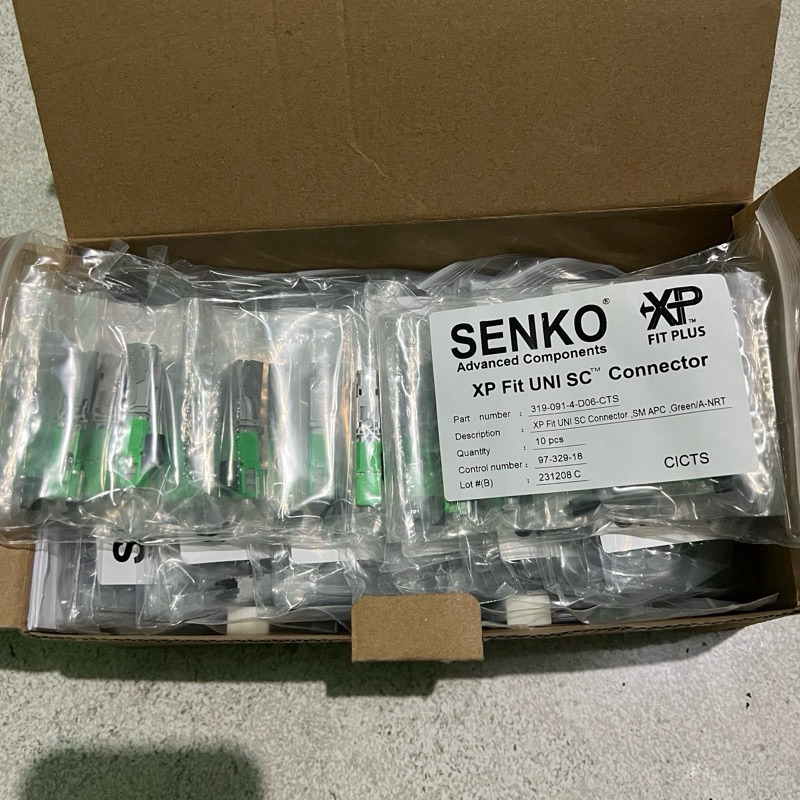 SENKO®
Advanced Components
XP™
FIT PLUS
XP Fit UNI SC™ Connector
Part number : 319-091-4-D06-CTS
Description : XP Fit UNI SC Connector ,SM APC ,Green/A-NRT
Quantity : 10 pcs
Control number : 97-329-18
Lot #(B) : 231208 C
CICTS
S